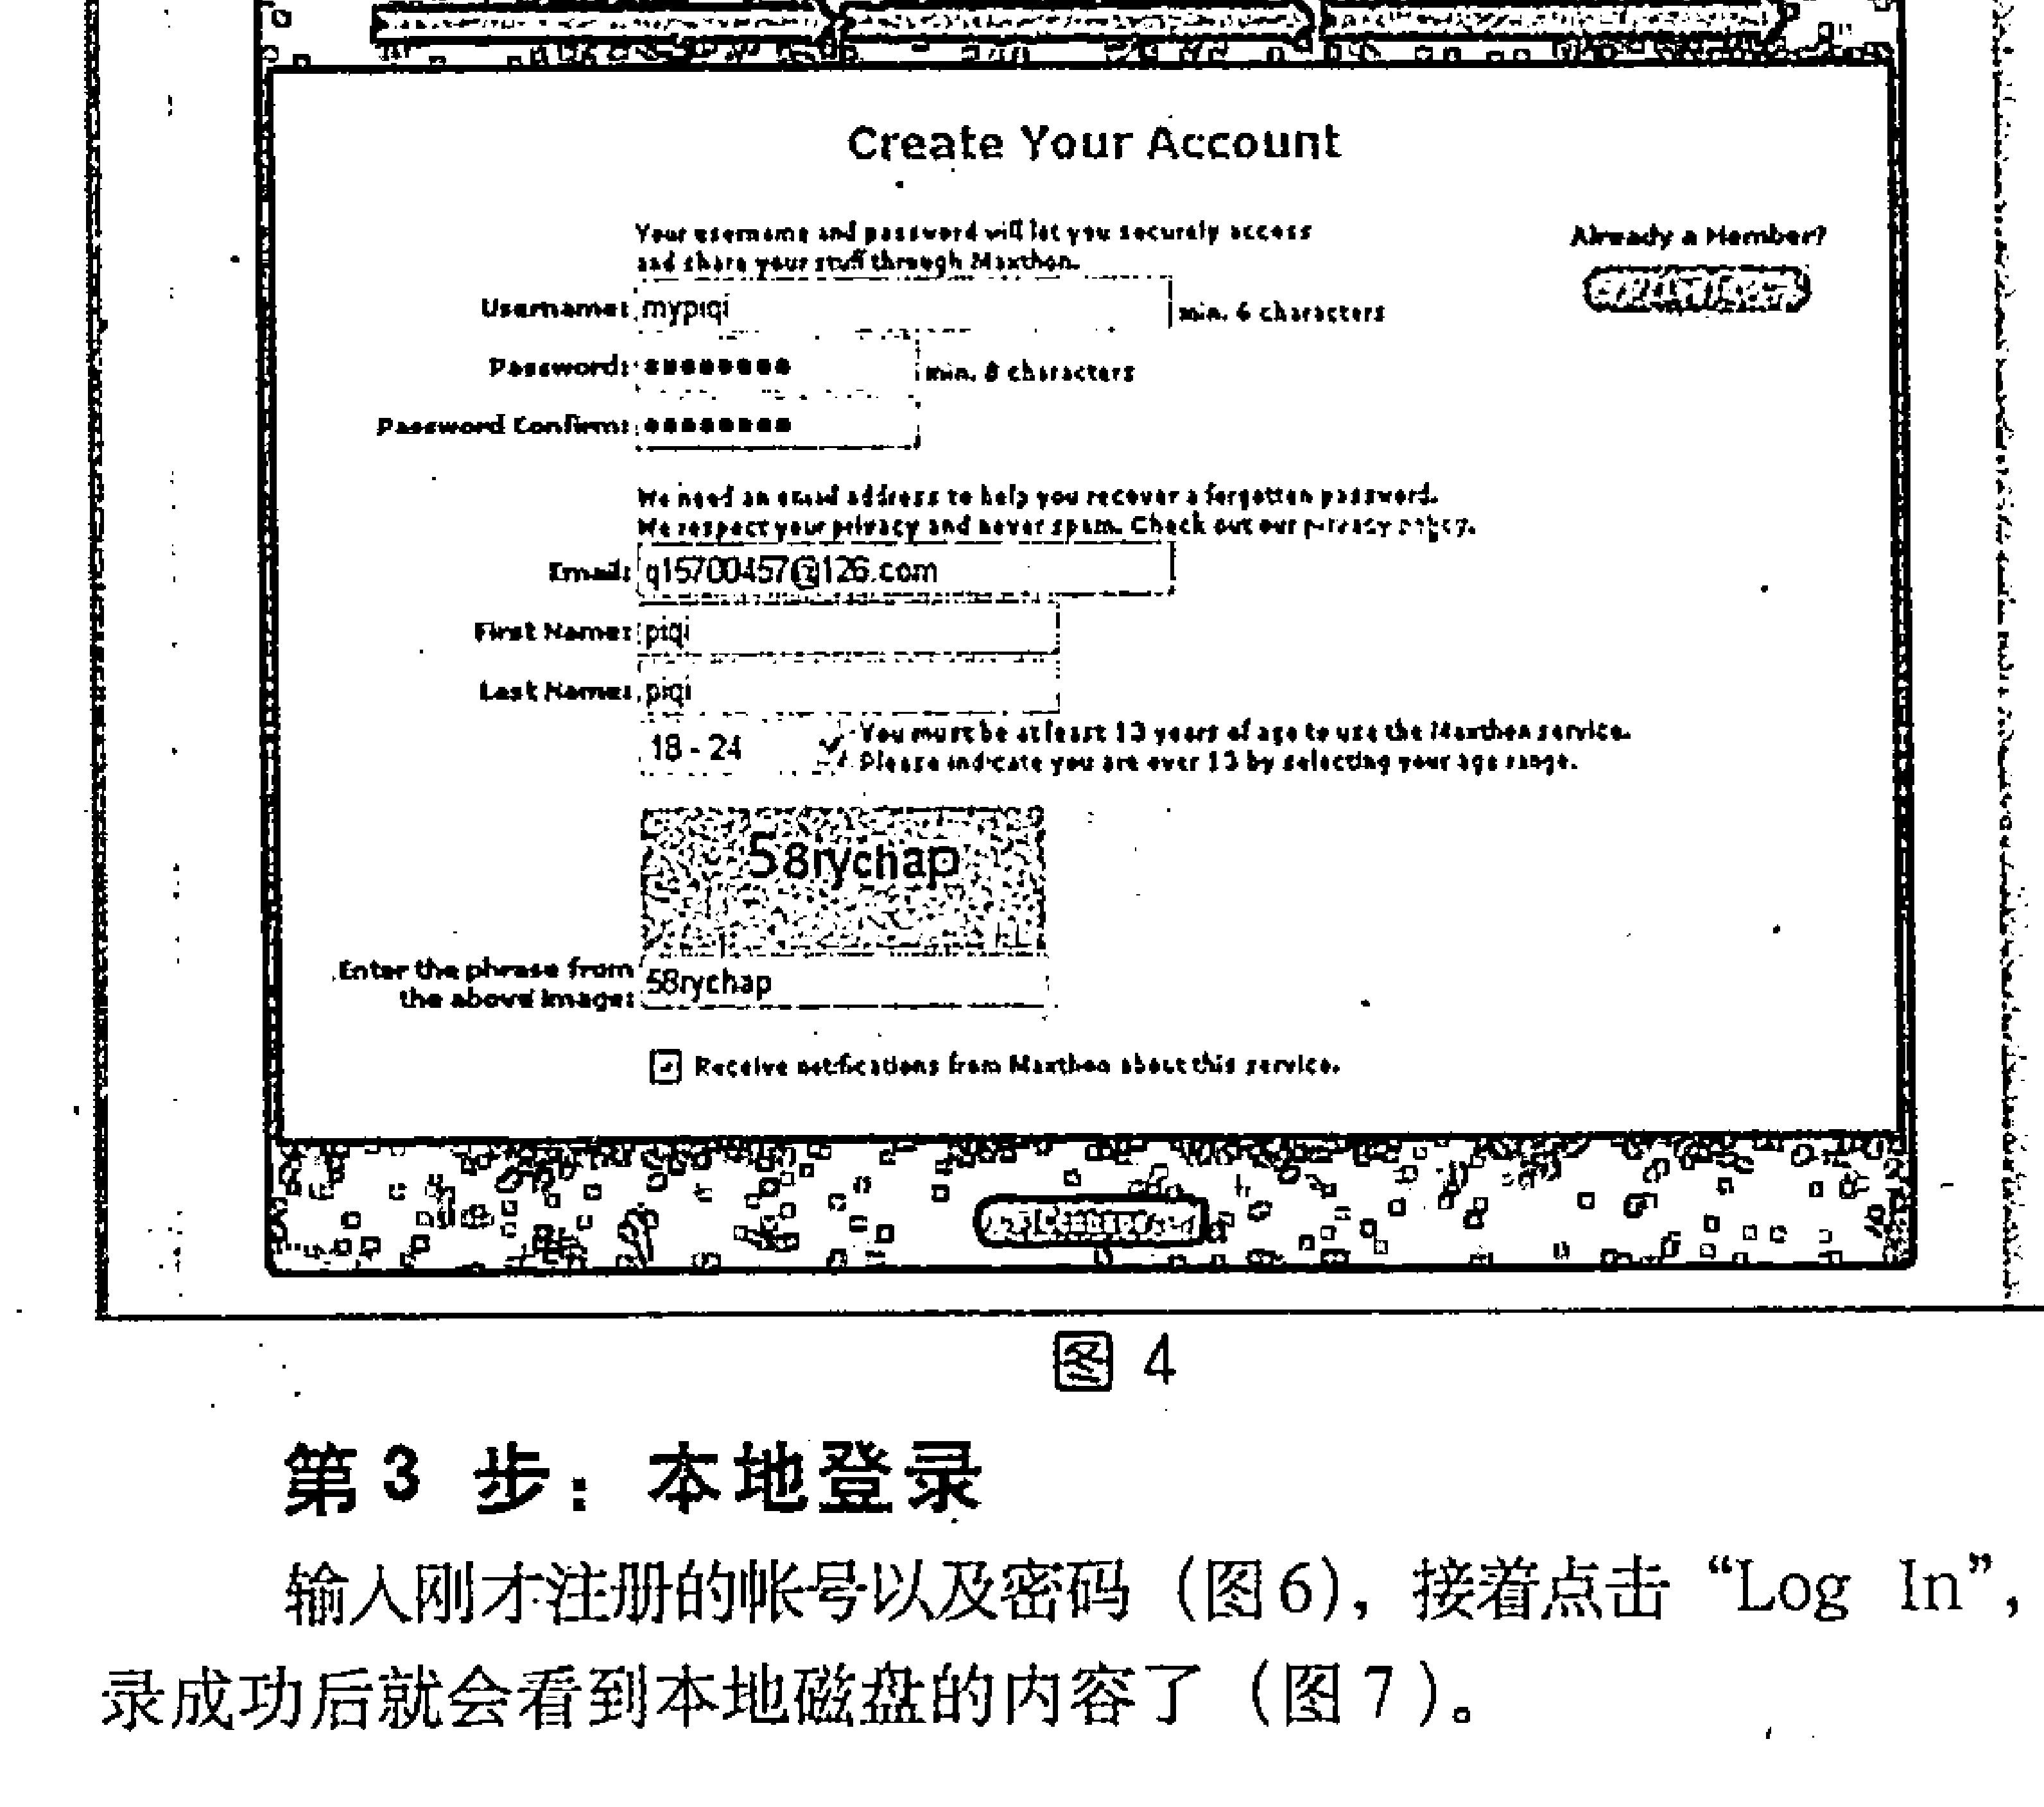 Create Your Account
Your username and password will let you securely access
and share your stuff through Maxthon.
Already a Member?
Username: mypiqi min. 6 characters
Password: ●●●●●●●● min. 8 characters
Password Confirm: ●●●●●●●●
We need an email address to help you recover a forgotten password.
We respect your privacy and never spam. Check out our privacy policy.
Email: q15700457@126.com
First Name: piqi
Last Name: piqi
18 - 24
You must be at least 13 years of age to use the Maxthon service.
Please indicate you are over 13 by selecting your age range.
58rychap
Enter the phrase from
the above image: 58rychap
Receive notifications from Maxthon about this service.
图 4
第3 步：本地登录
输入刚才注册的帐号以及密码（图6），接着点击“Log In”，
录成功后就会看到本地磁盘的内容了（图7）。